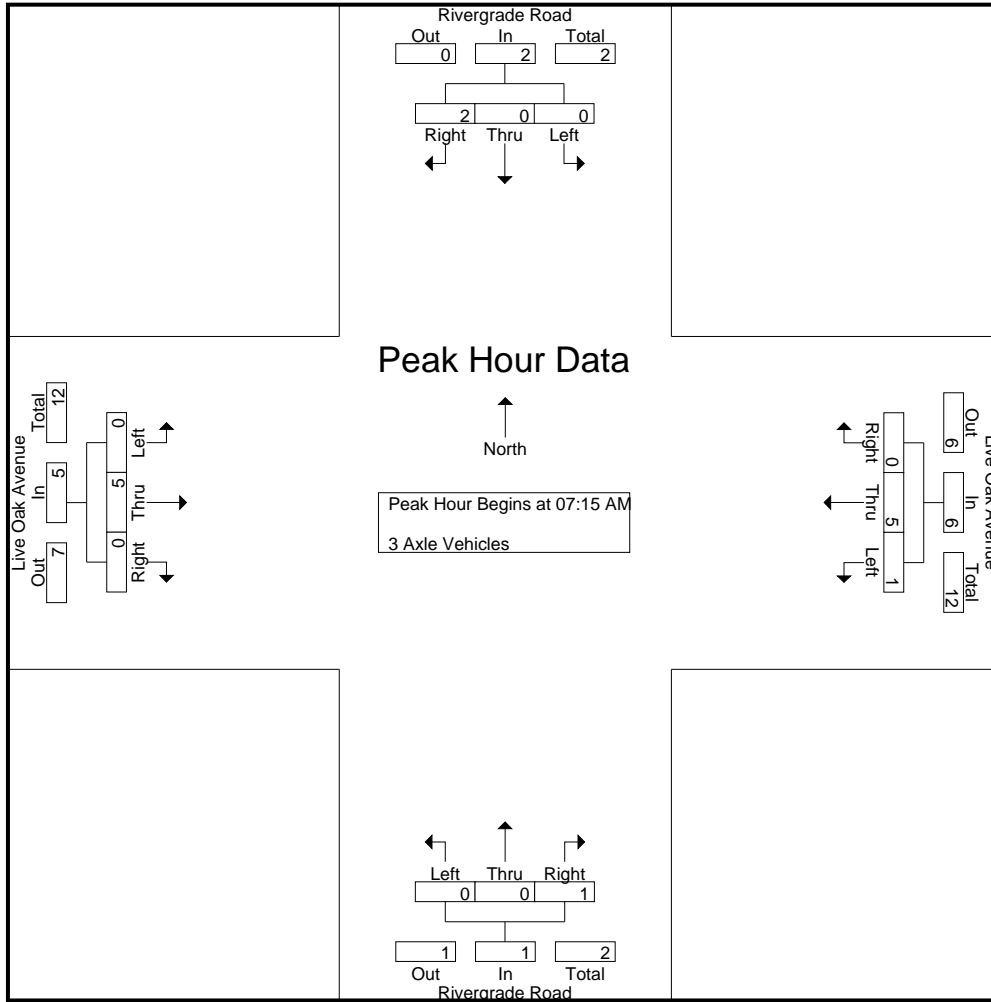 Rivergrade Road
Out In Total
0 2 2
2 0 0
Right Thru Left
Peak Hour Data
North
Peak Hour Begins at 07:15 AM
3 Axle Vehicles
Live Oak Avenue
Out In Total
7 5 12
Right Thru Left
0 5 0
Live Oak Avenue
Out In Total
6 6 12
Right Thru Left
0 5 1
Left Thru Right
0 0 1
1 1 2
Out In Total
Rivergrade Road